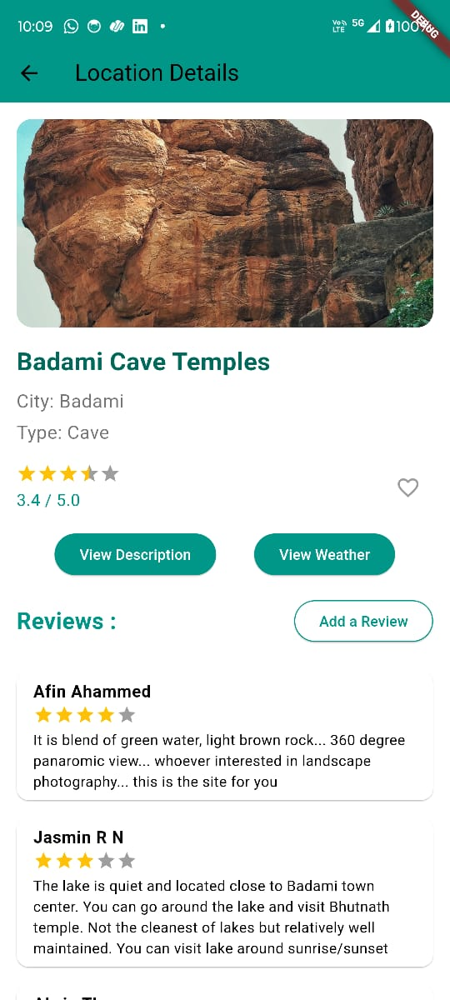 10:09
Vo))
LTE
5G
100%
DEBUG
Location Details
Badami Cave Temples
City: Badami
Type: Cave
3.4 / 5.0
View Description
View Weather
Reviews :
Add a Review
Afin Ahammed
It is blend of green water, light brown rock... 360 degree
panaromic view... whoever interested in landscape
photography... this is the site for you
Jasmin R N
The lake is quiet and located close to Badami town
center. You can go around the lake and visit Bhutnath
temple. Not the cleanest of lakes but relatively well
maintained. You can visit lake around sunrise/sunset